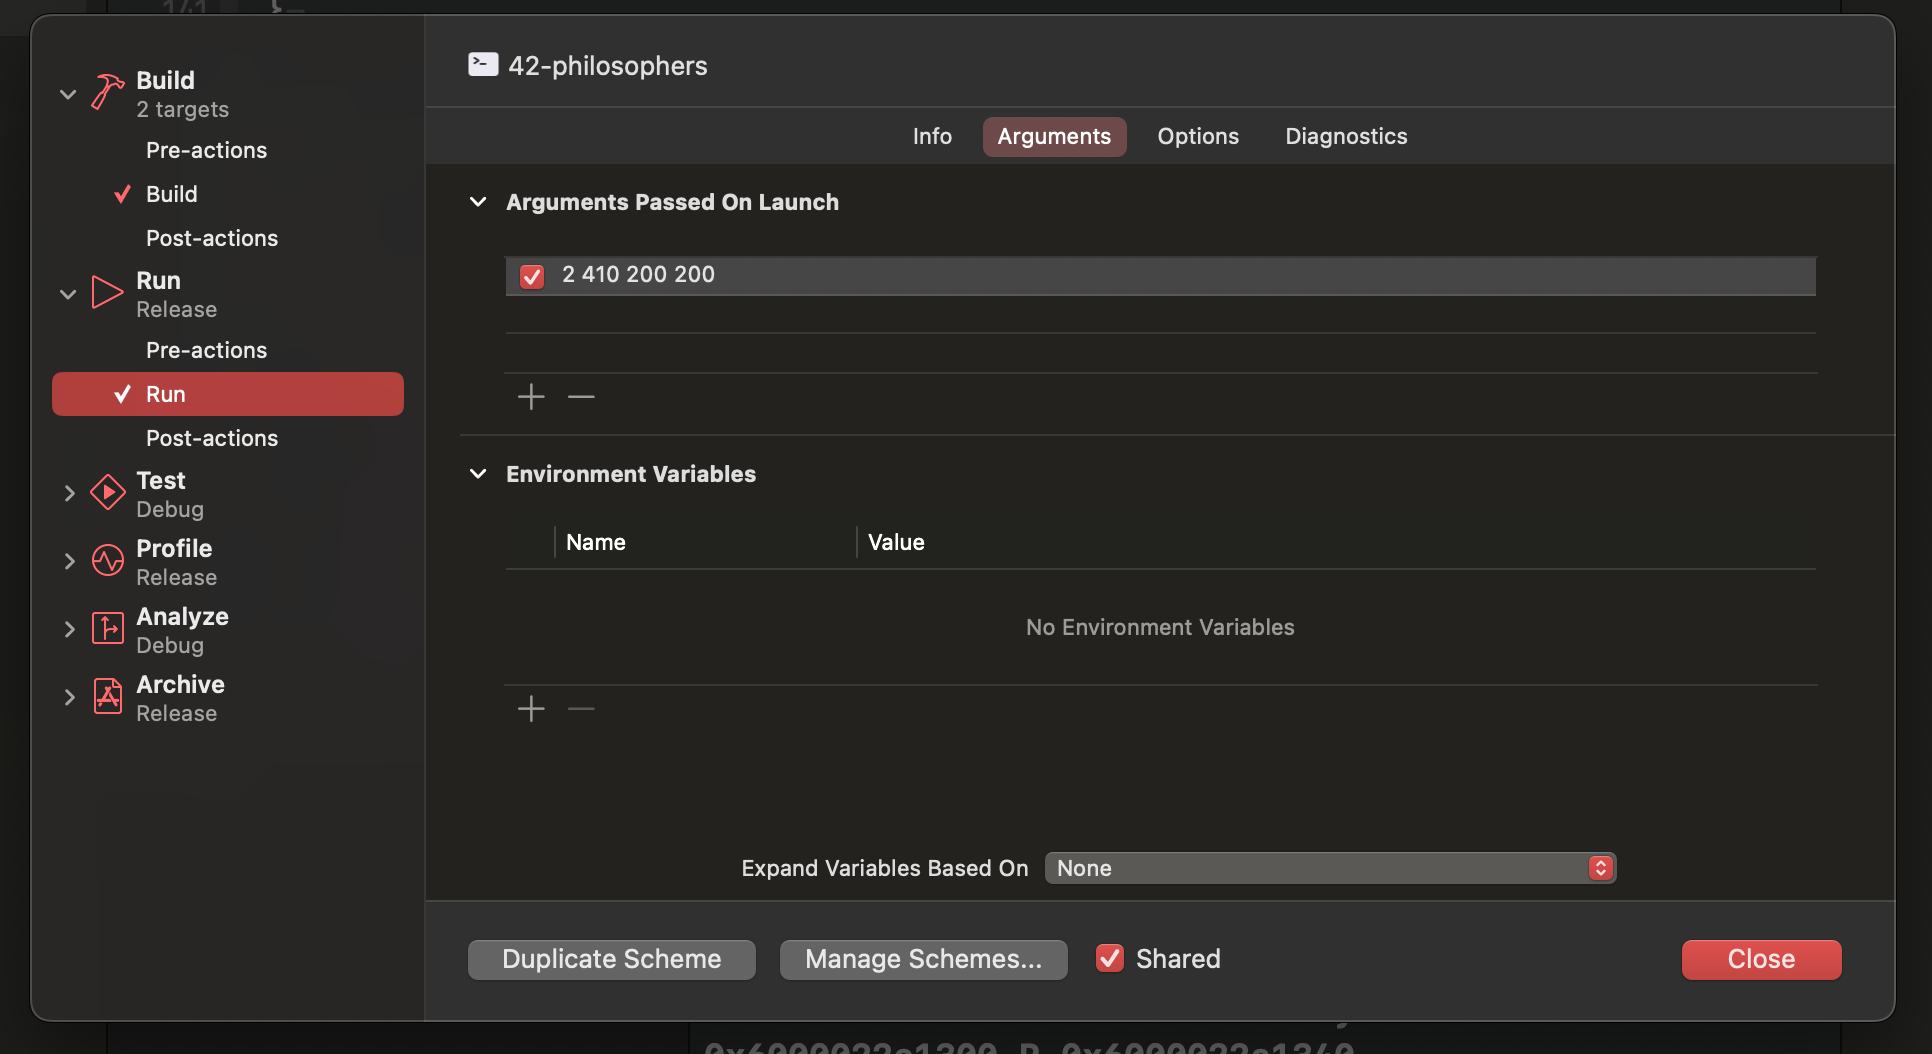 141
Build
2 targets
Pre-actions
Build
Post-actions
Run
Release
Pre-actions
Run
Post-actions
Test
Debug
Profile
Release
Analyze
Debug
Archive
Release
42-philosophers
Info Arguments Options Diagnostics
Arguments Passed On Launch
2 410 200 200
Environment Variables
Name Value
No Environment Variables
Expand Variables Based On None
Duplicate Scheme Manage Schemes... Shared Close